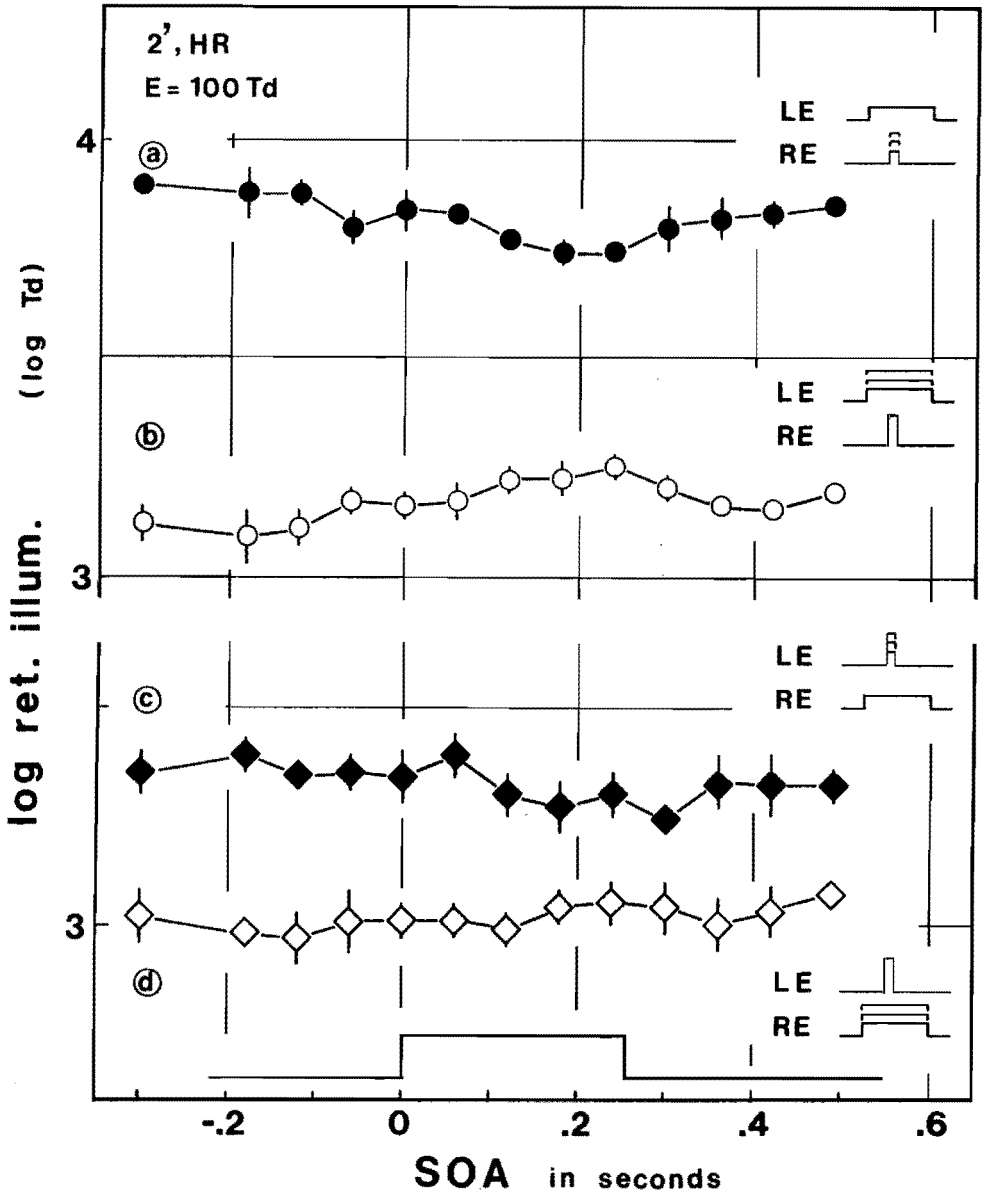 2', HR
E = 100 Td
4
ⓐ
LE
RE
(log Td)
LE
RE
ⓑ
3
LE
RE
ⓒ
log ret. illum.
3
ⓓ
LE
RE
-.2 0 .2 .4 .6
SOA in seconds